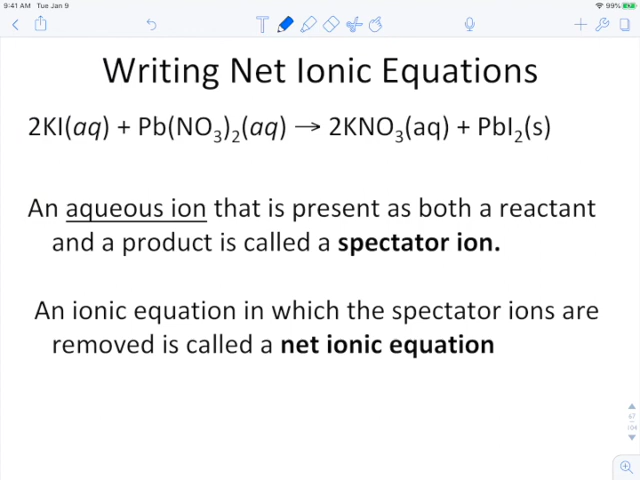 9:41 AM Tue Jan 9
99%
T
Writing Net Ionic Equations
2KI(aq) + Pb(NO₃)₂(aq) → 2KNO₃(aq) + PbI₂(s)
An aqueous ion that is present as both a reactant
and a product is called a spectator ion.
An ionic equation in which the spectator ions are
removed is called a net ionic equation
67
104